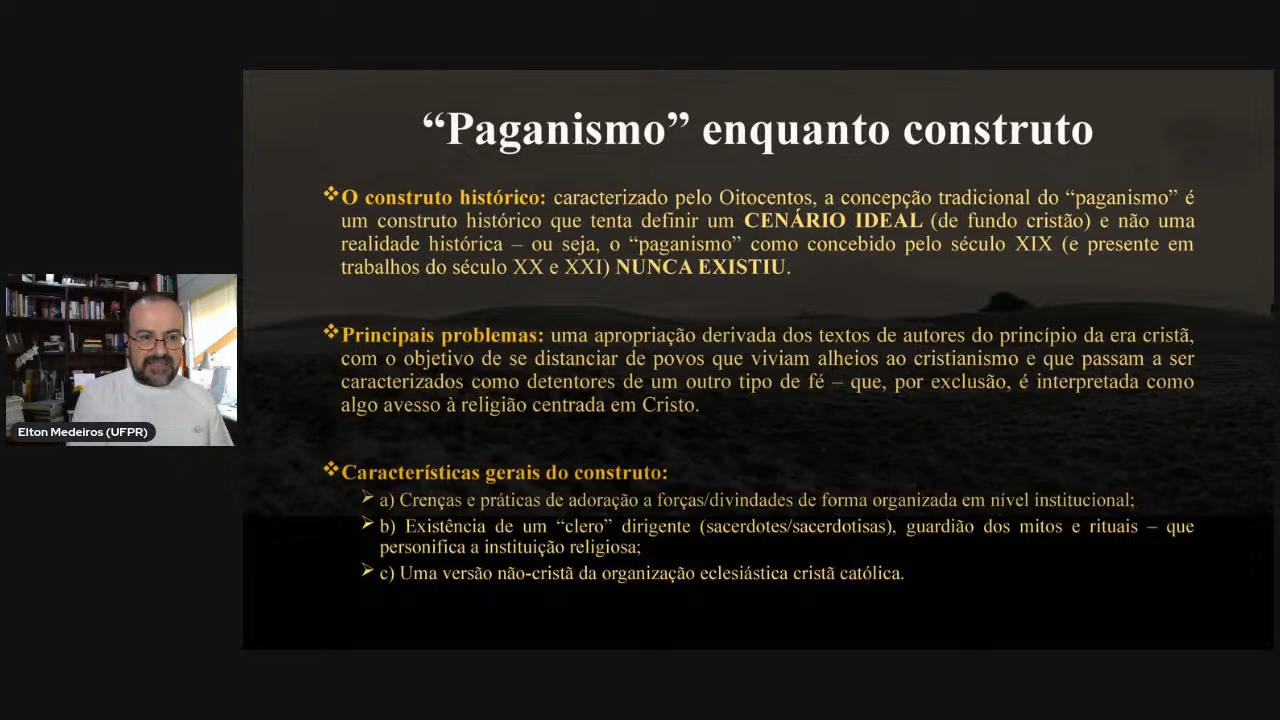 “Paganismo” enquanto construto
❖O construto histórico: caracterizado pelo Oitocentos, a concepção tradicional do “paganismo” é
um construto histórico que tenta definir um CENÁRIO IDEAL (de fundo cristão) e não uma
realidade histórica – ou seja, o “paganismo” como concebido pelo século XIX (e presente em
trabalhos do século XX e XXI) NUNCA EXISTIU.
❖Principais problemas: uma apropriação derivada dos textos de autores do princípio da era cristã,
com o objetivo de se distanciar de povos que viviam alheios ao cristianismo e que passam a ser
caracterizados como detentores de um outro tipo de fé – que, por exclusão, é interpretada como
algo avesso à religião centrada em Cristo.
❖Características gerais do construto:
➢ a) Crenças e práticas de adoração a forças/divindades de forma organizada em nível institucional;
➢ b) Existência de um “clero” dirigente (sacerdotes/sacerdotisas), guardião dos mitos e rituais – que
personifica a instituição religiosa;
➢ c) Uma versão não-cristã da organização eclesiástica cristã católica.
Elton Medeiros (UFPR)